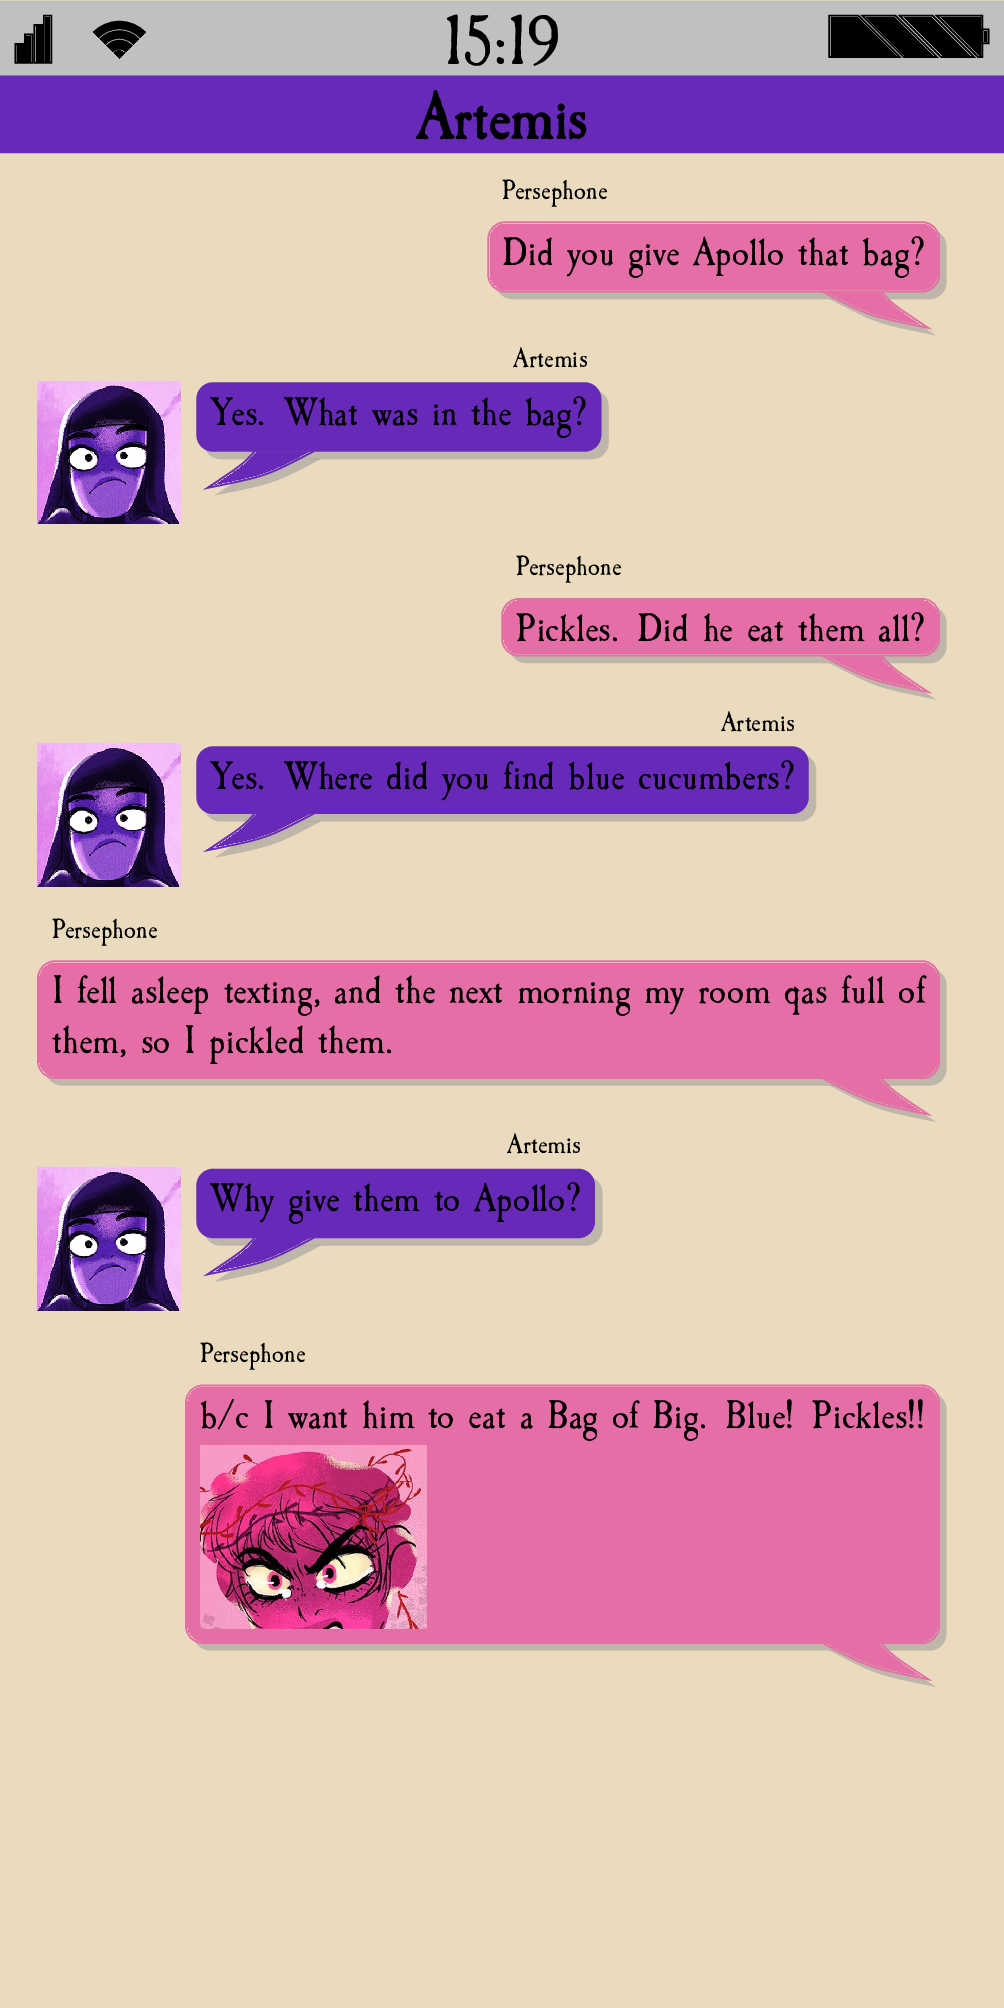 15:19
Artemis
Persephone
Did you give Apollo that bag?
Artemis
Yes. What was in the bag?
Persephone
Pickles. Did he eat them all?
Artemis
Yes. Where did you find blue cucumbers?
Persephone
I fell asleep texting, and the next morning my room qas full of
them, so I pickled them.
Artemis
Why give them to Apollo?
Persephone
b/c I want him to eat a Bag of Big. Blue! Pickles!!